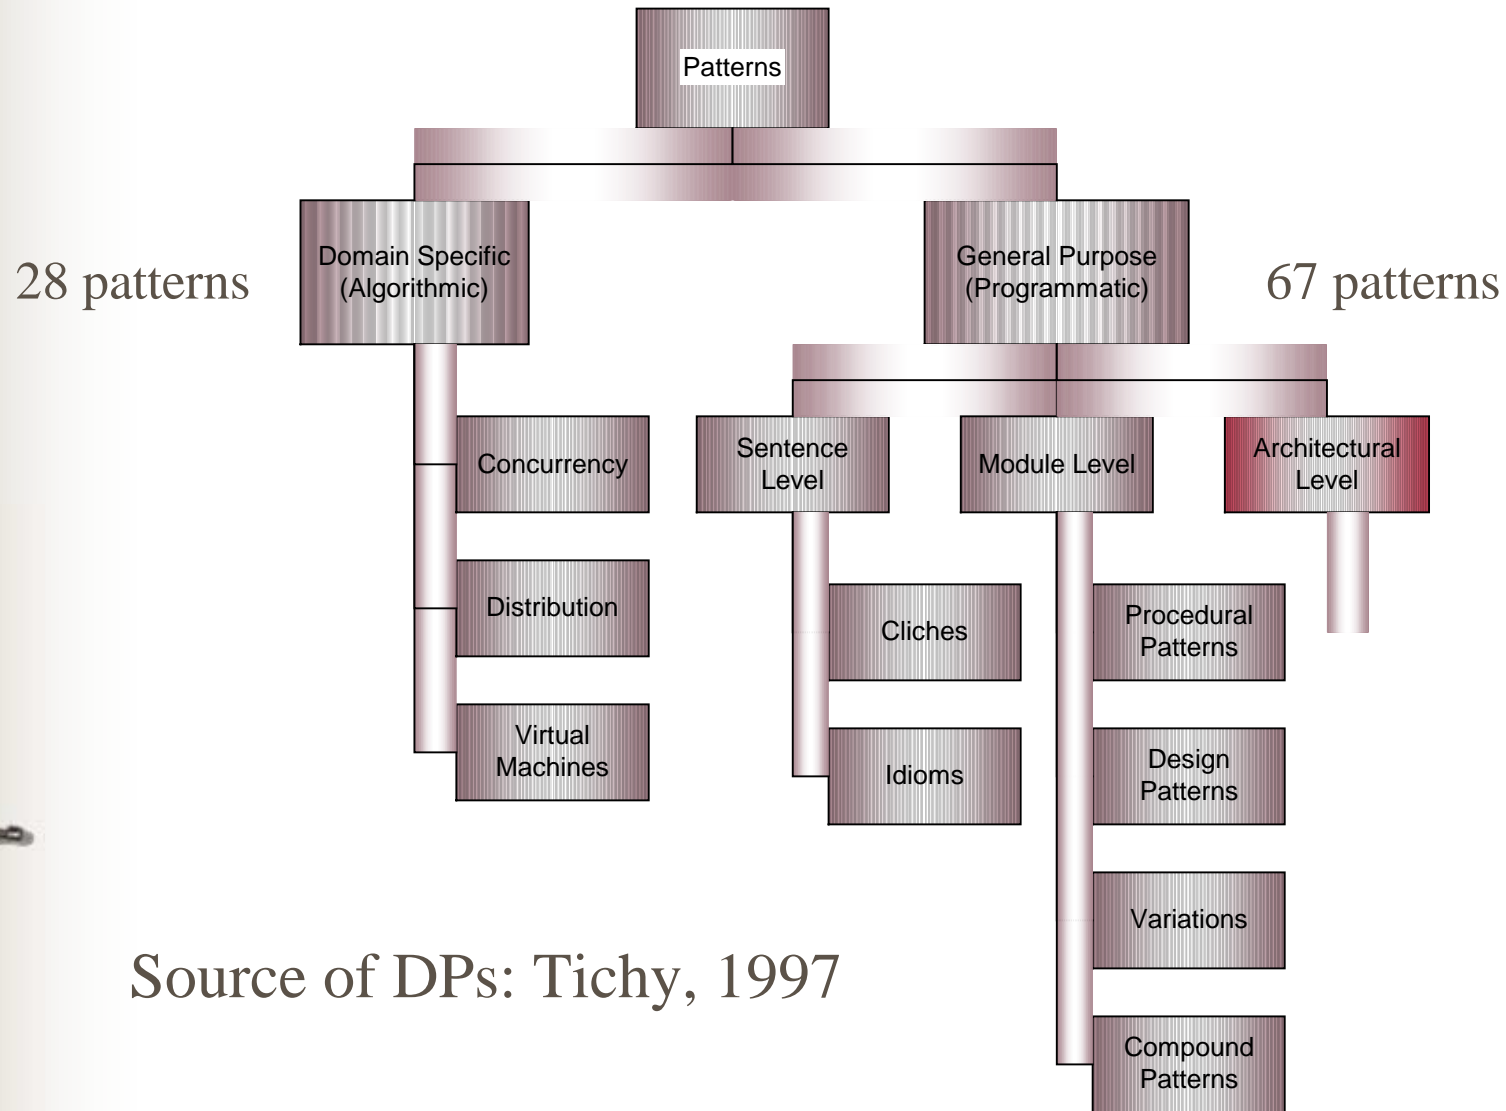 Patterns
28 patterns
Domain Specific
(Algorithmic)
General Purpose
(Programmatic)
67 patterns
Concurrency
Distribution
Virtual
Machines
Sentence
Level
Cliches
Idioms
Module Level
Procedural
Patterns
Design
Patterns
Variations
Compound
Patterns
Architectural
Level
Source of DPs: Tichy, 1997